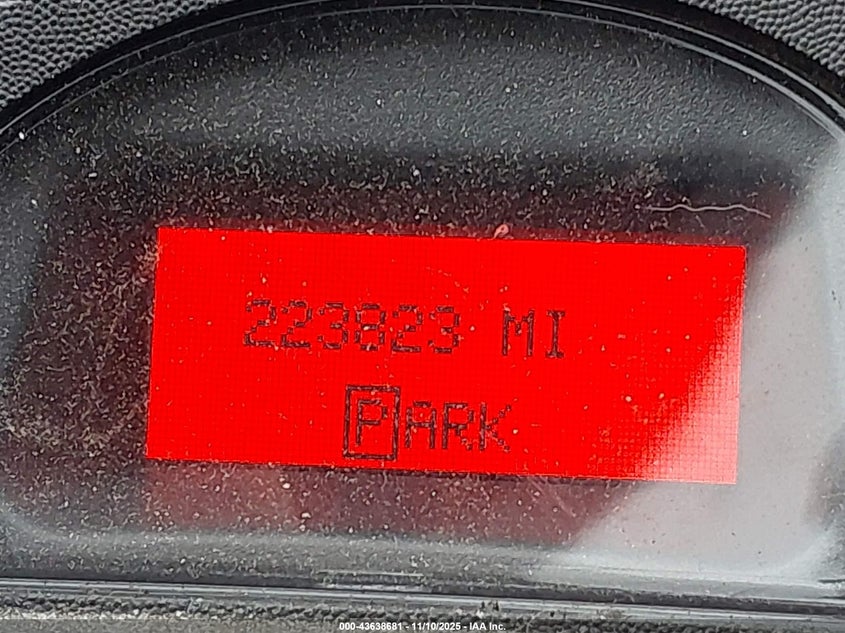 223823 MI
PARK
000-43638681 - 11/10/2025 - IAA Inc.